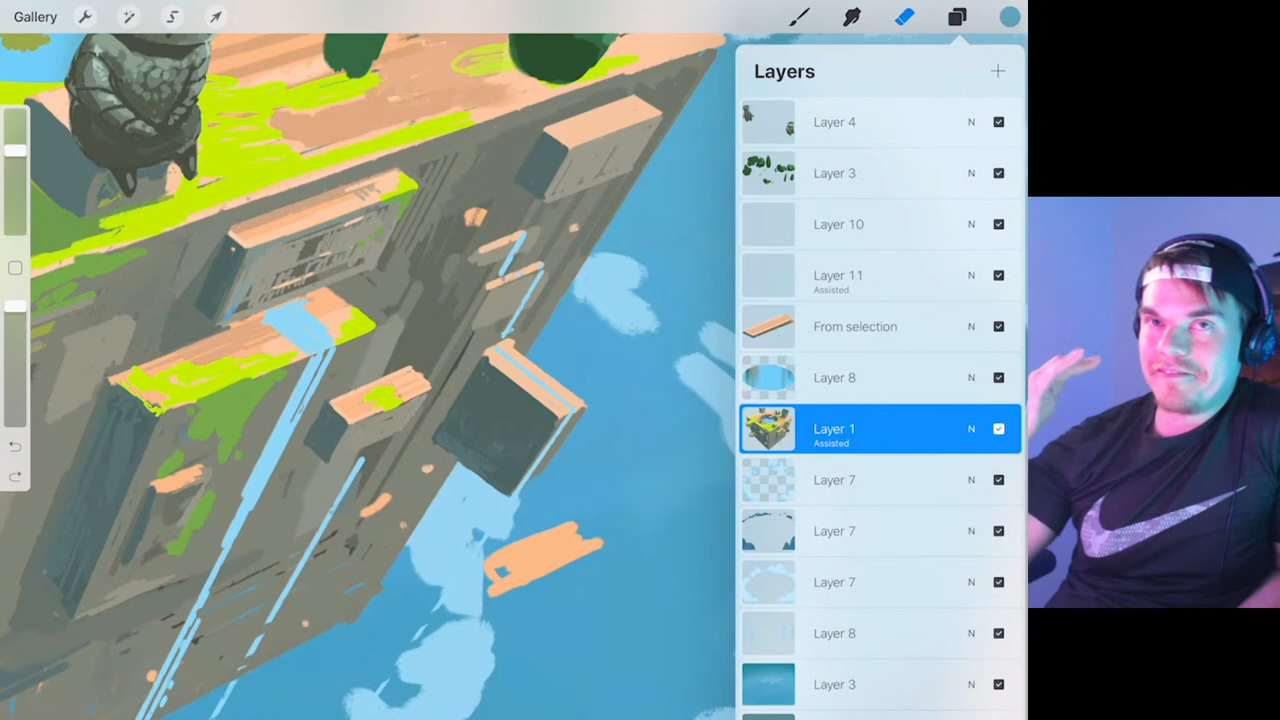 Gallery
Layers
Layer 4
N
Layer 3
N
Layer 10
N
Layer 11
Assisted
N
From selection
N
Layer 8
N
Layer 1
Assisted
N
Layer 7
N
Layer 7
N
Layer 7
N
Layer 8
N
Layer 3
N